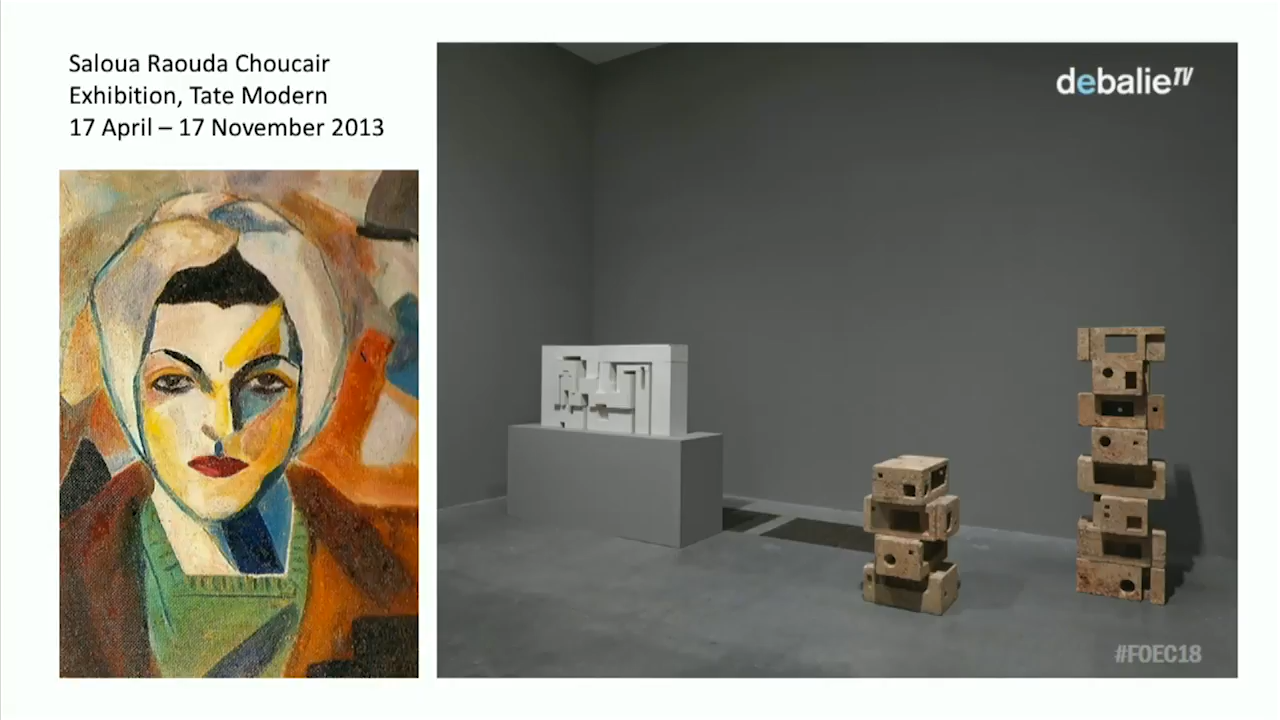 Saloua Raouda Choucair
Exhibition, Tate Modern
17 April – 17 November 2013
debalieTV
#FOEC18